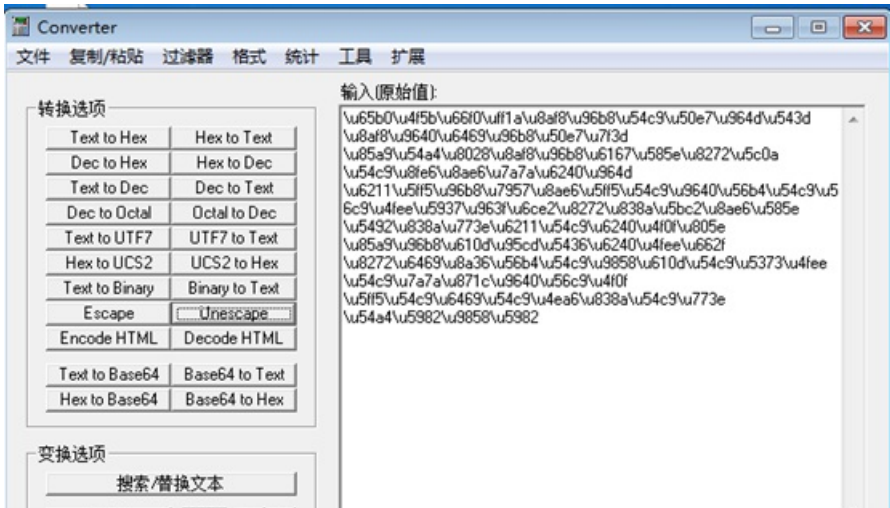 Converter
文件 复制/粘贴 过滤器 格式 统计 工具 扩展
转换选项
Text to Hex Hex to Text
Dec to Hex Hex to Dec
Text to Dec Dec to Text
Dec to Octal Octal to Dec
Text to UTF7 UTF7 to Text
Hex to UCS2 UCS2 to Hex
Text to Binary Binary to Text
Escape Unescape
Encode HTML Decode HTML
Text to Base64 Base64 to Text
Hex to Base64 Base64 to Hex
变换选项
搜索/替换文本
输入(原始值):
\u65b0\u4f5b\u66f0\uff1a\u8af8\u96b8\u54c9\u50e7\u964d\u543d
\u8af8\u9640\u6469\u96b8\u50e7\u7f3d
\u85a9\u54a4\u8028\u8af8\u96b8\u6167\u585e\u8272\u5c0a
\u54c9\u8fe6\u8ae6\u7a7a\u6240\u964d
\u6211\u5ff5\u96b8\u7957\u8ae6\u5ff5\u54c9\u9640\u56b4\u54c9\u5
6c9\u4fee\u5937\u963f\u6ce2\u8272\u838a\u5bc2\u8ae6\u585e
\u5492\u838a\u773e\u6211\u54c9\u6240\u4f0f\u805e
\u85a9\u96b8\u610d\u95cd\u5436\u6240\u4fee\u662f
\u8272\u6469\u8a36\u56b4\u54c9\u9858\u610d\u54c9\u5373\u4fee
\u54c9\u7a7a\u871c\u9640\u56c9\u4f0f
\u5ff5\u54c9\u6469\u54c9\u4ea6\u838a\u54c9\u773e
\u54a4\u5982\u9858\u5982